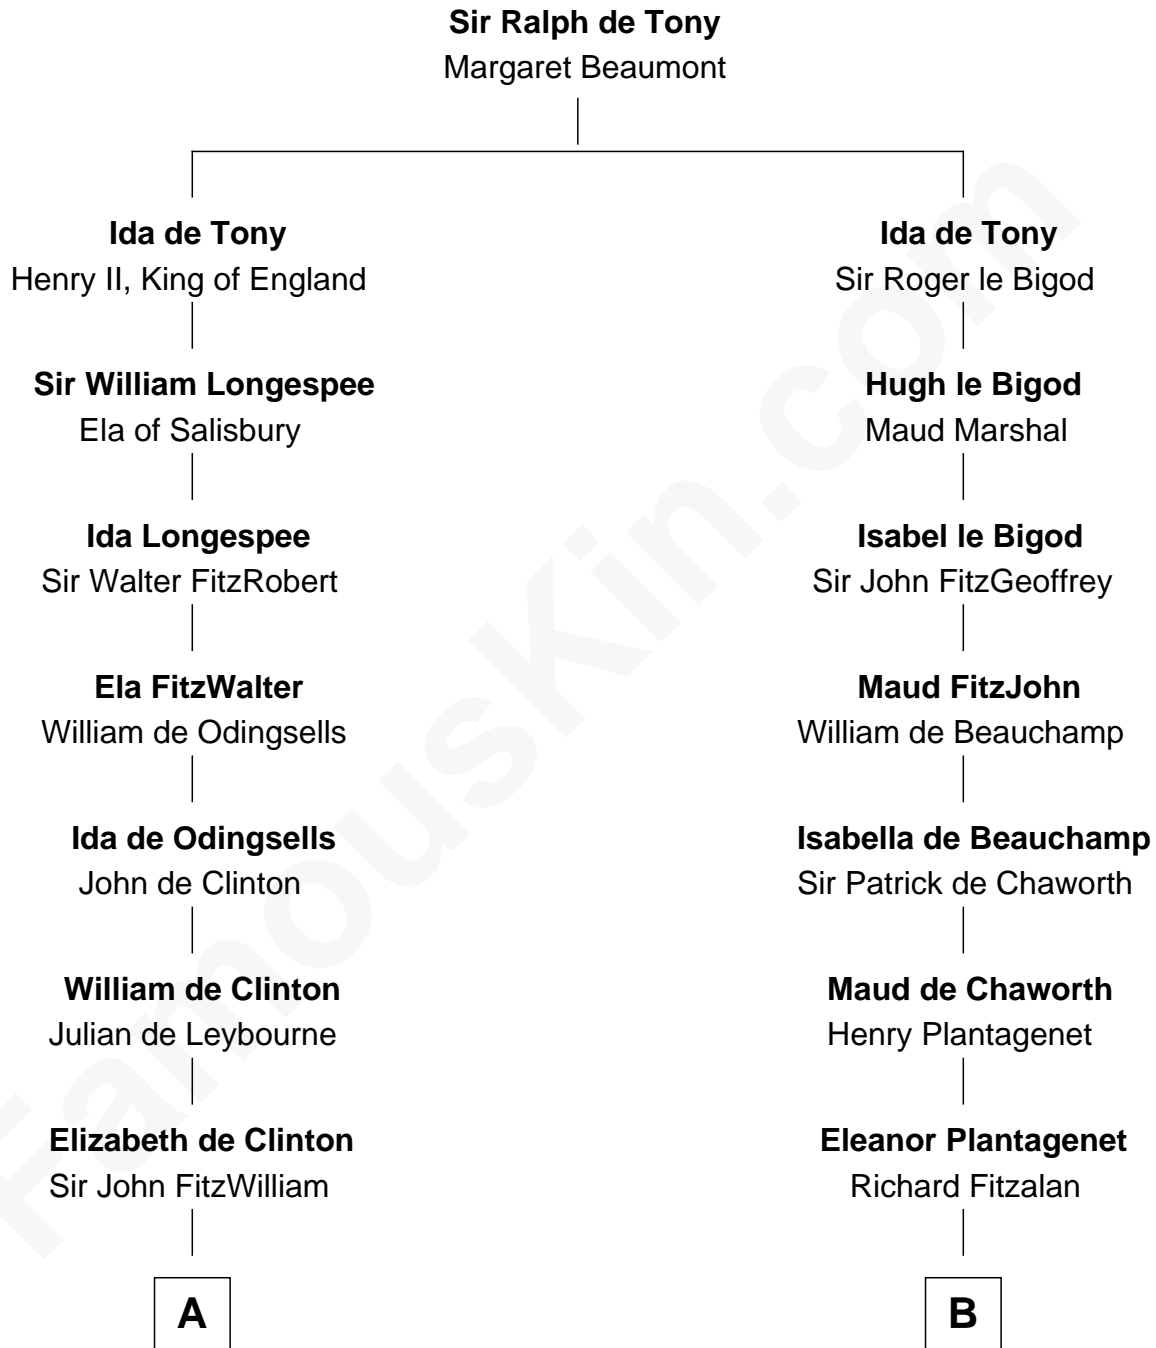 Sir Ralph de Tony
Margaret Beaumont
Ida de Tony
Henry II, King of England
Ida de Tony
Sir Roger le Bigod
Sir William Longespee
Ela of Salisbury
Hugh le Bigod
Maud Marshal
Ida Longespee
Sir Walter FitzRobert
Isabel le Bigod
Sir John FitzGeoffrey
Ela FitzWalter
William de Odingsells
Maud FitzJohn
William de Beauchamp
Ida de Odingsells
John de Clinton
Isabella de Beauchamp
Sir Patrick de Chaworth
William de Clinton
Julian de Leybourne
Maud de Chaworth
Henry Plantagenet
Elizabeth de Clinton
Sir John FitzWilliam
Eleanor Plantagenet
Richard Fitzalan
A
B
FamousKin.com